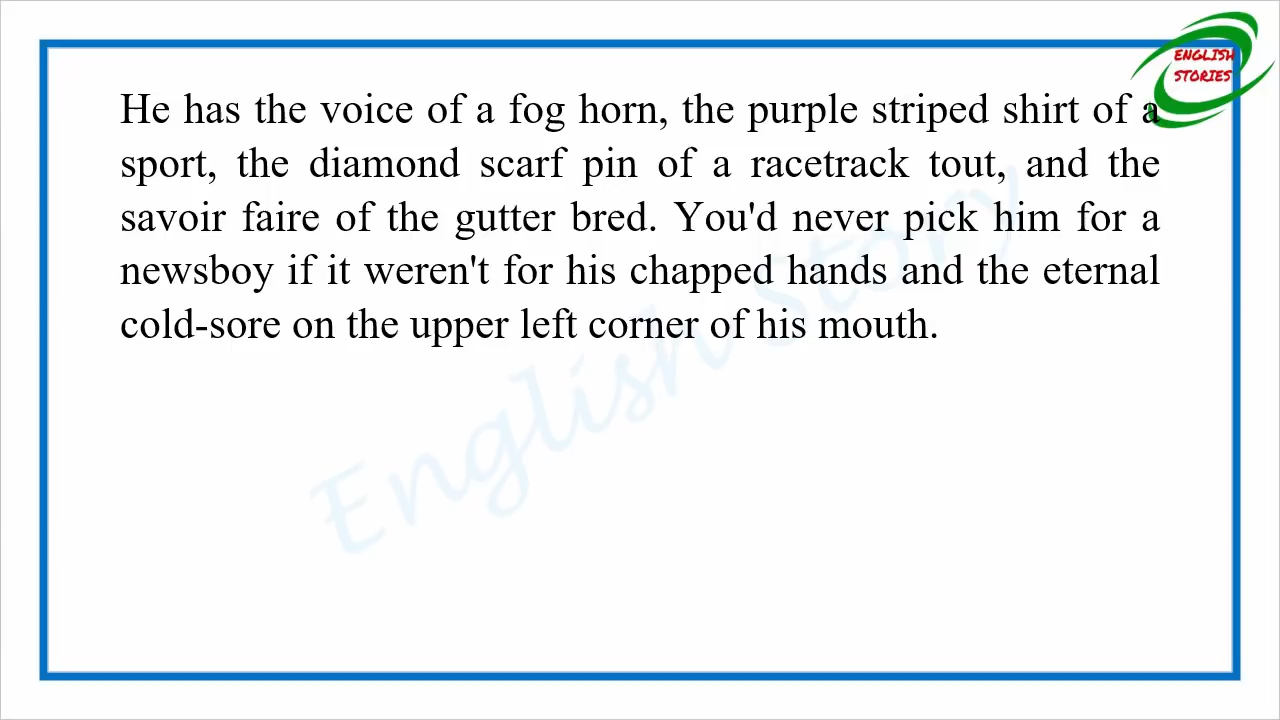 ENGLISH
STORIES
He has the voice of a fog horn, the purple striped shirt of a
sport, the diamond scarf pin of a racetrack tout, and the
savoir faire of the gutter bred. You'd never pick him for a
newsboy if it weren't for his chapped hands and the eternal
cold-sore on the upper left corner of his mouth.
English Story